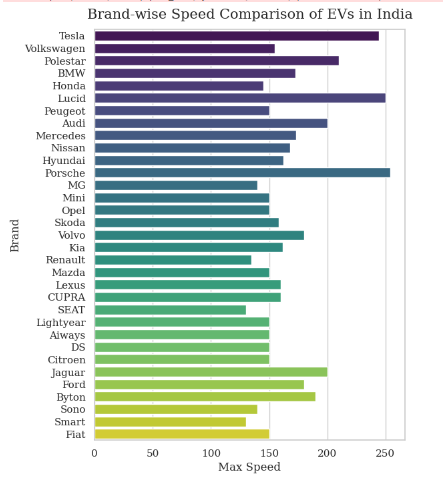 Brand-wise Speed Comparison of EVs in India
Tesla
Volkswagen
Polestar
BMW
Honda
Lucid
Peugeot
Audi
Mercedes
Nissan
Hyundai
Porsche
MG
Mini
Opel
Skoda
Volvo
Kia
Renault
Mazda
Lexus
CUPRA
SEAT
Lightyear
Aiways
DS
Citroen
Jaguar
Ford
Byton
Sono
Smart
Fiat
Brand
0 50 100 150 200 250
Max Speed